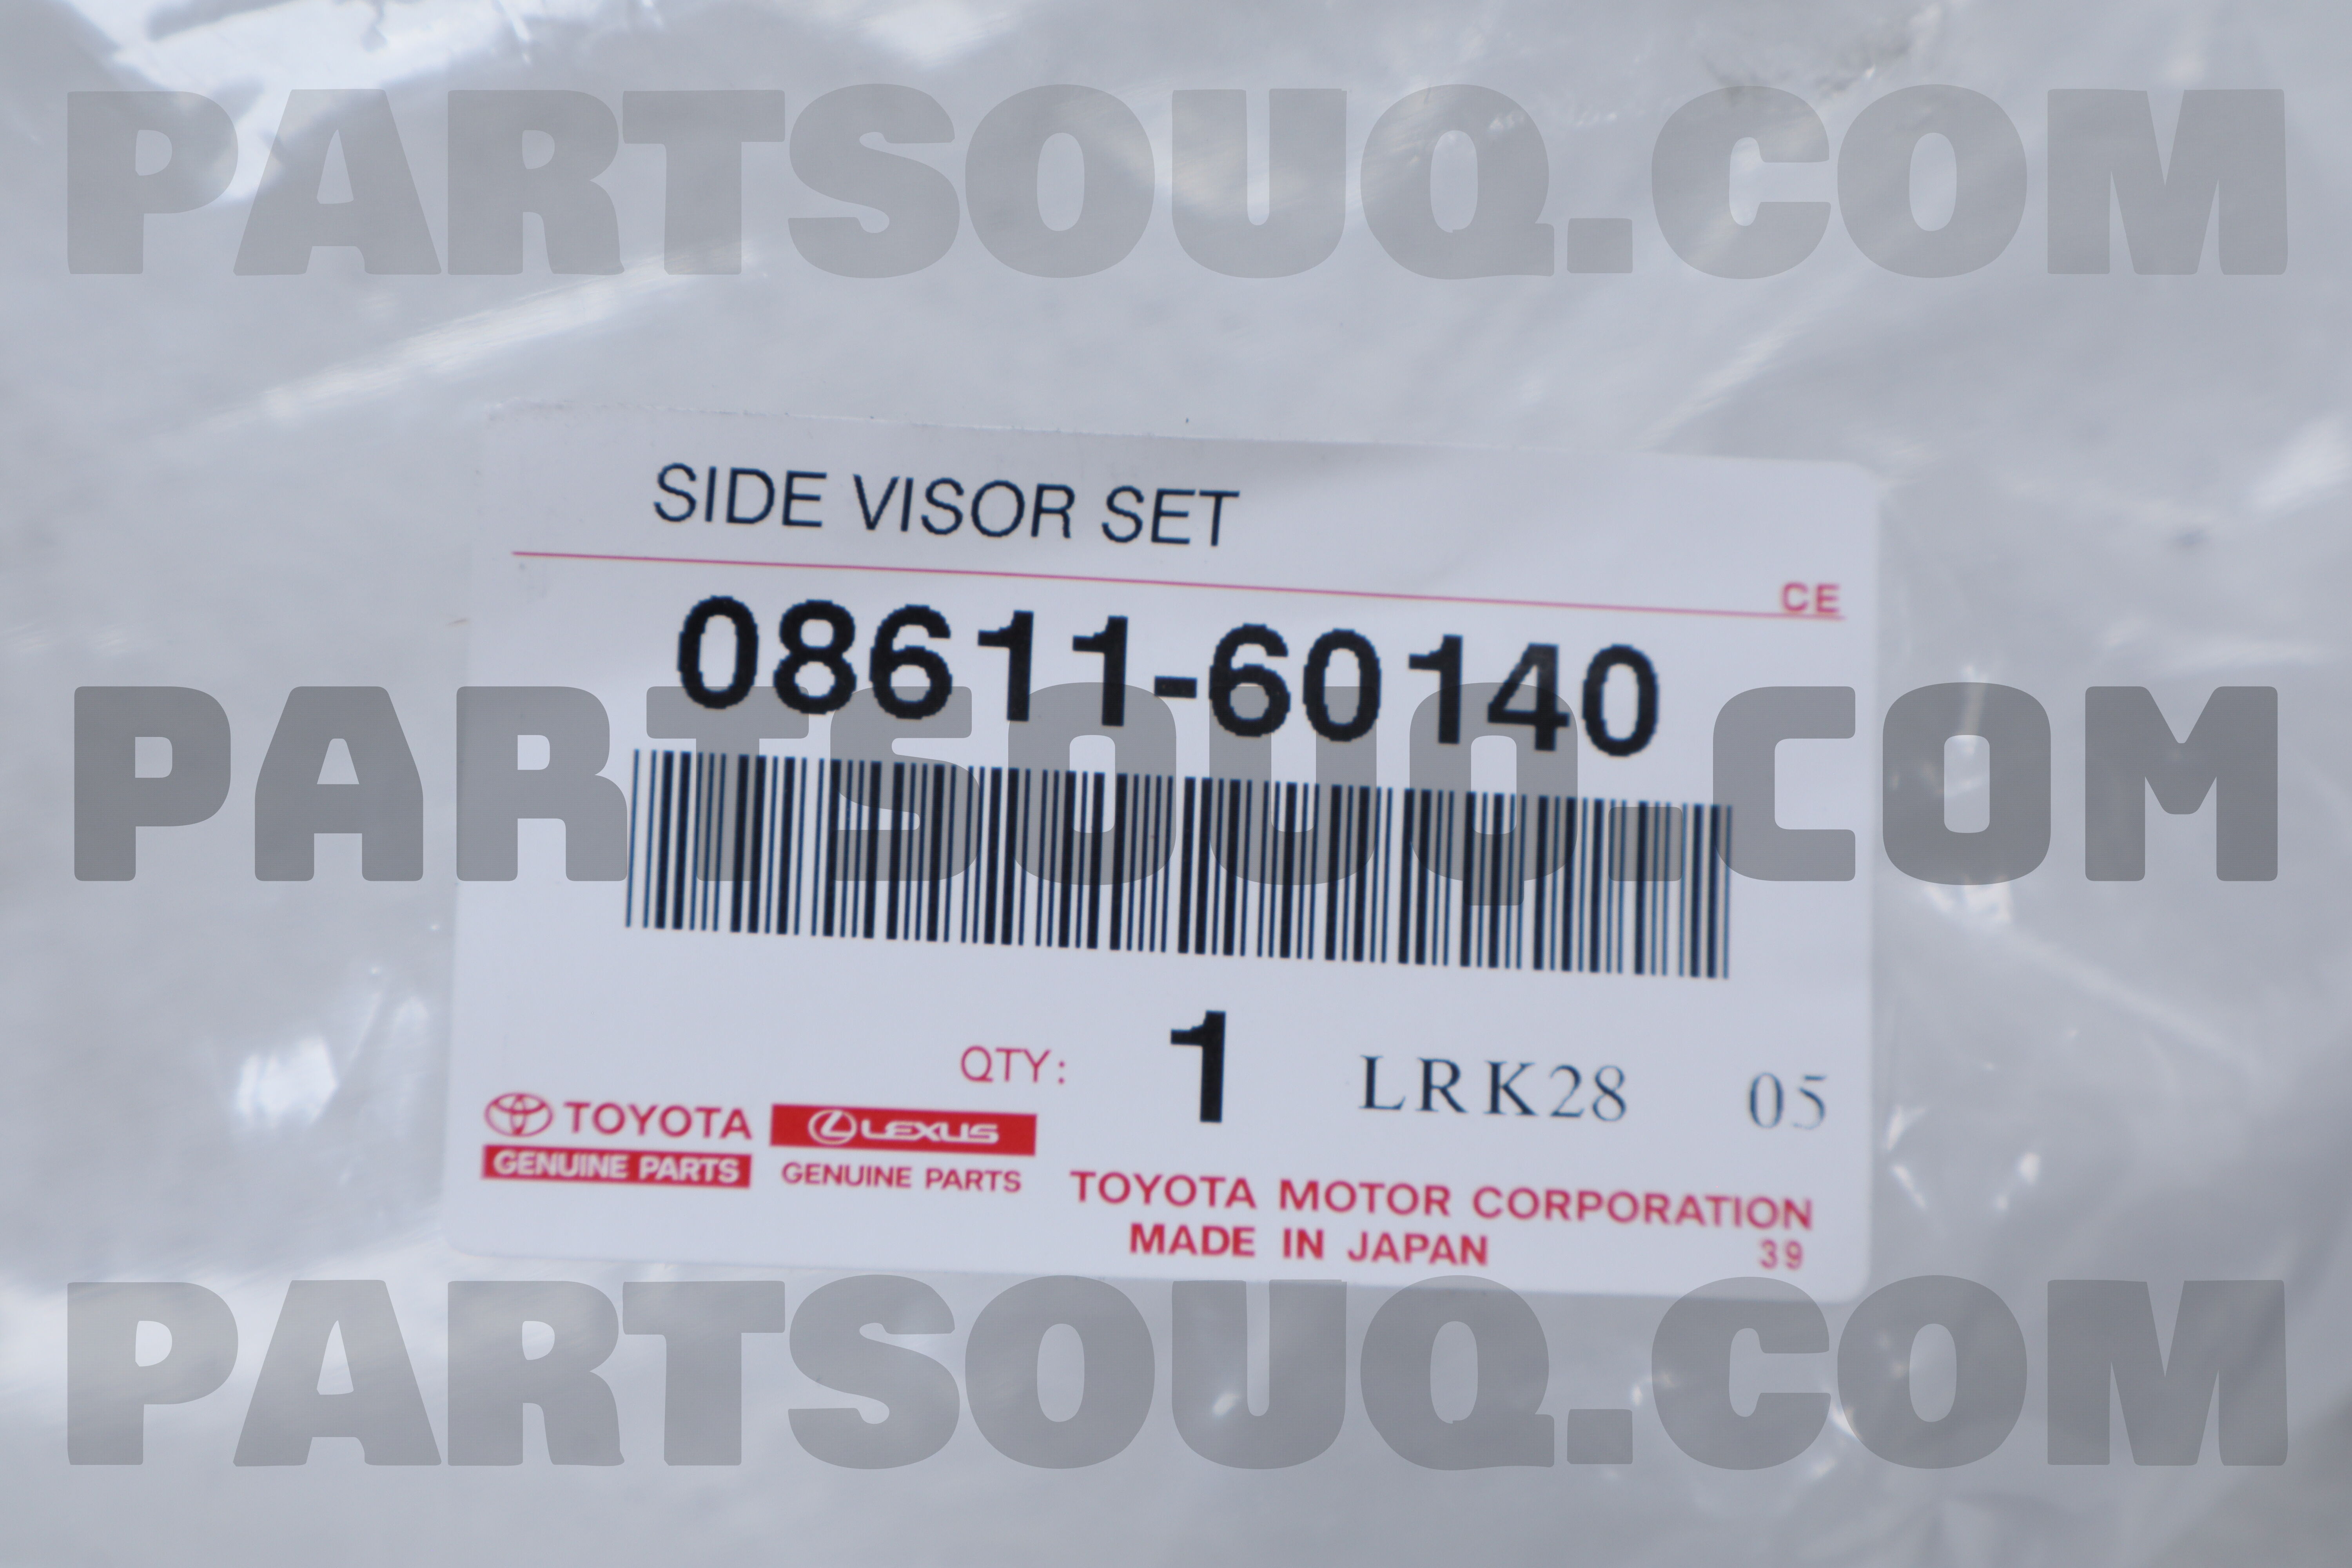 PARTSOUQ.COM
SIDE VISOR SET
CE
08611-60140
PARTSOUQ.COM
QTY: 1 LRK28 05
TOYOTA LEXUS
GENUINE PARTS GENUINE PARTS
TOYOTA MOTOR CORPORATION
MADE IN JAPAN 39
PARTSOUQ.COM